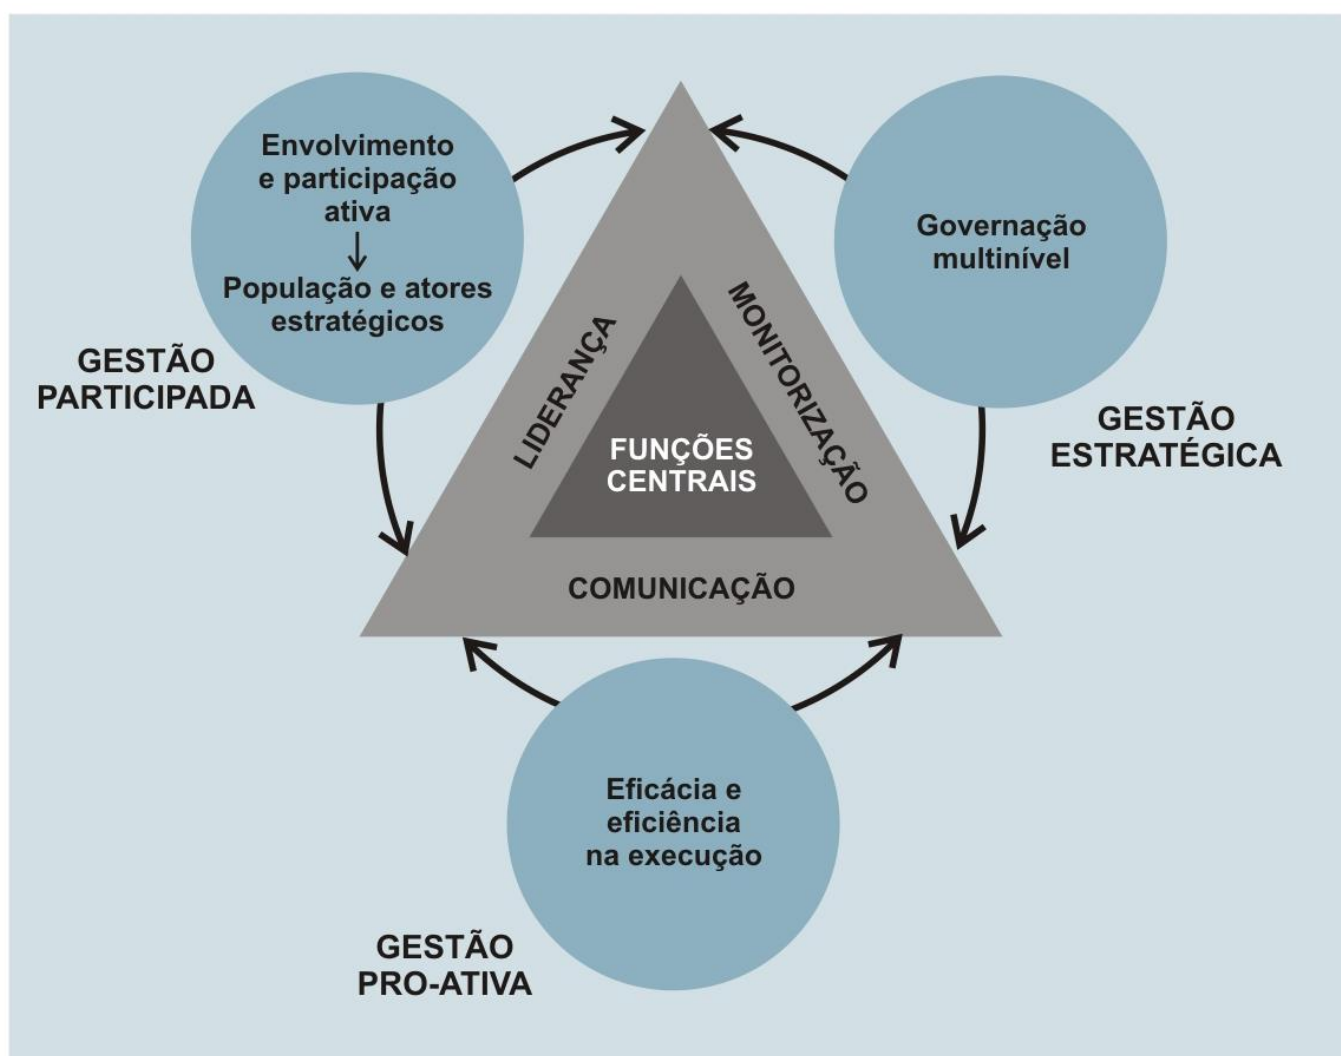 Envolvimento
e participação
ativa
População e atores
estratégicos
GESTÃO
PARTICIPADA
Governação
multinível
GESTÃO
ESTRATÉGICA
LIDERANÇA
MONITORIZAÇÃO
FUNÇÕES
CENTRAIS
COMUNICAÇÃO
Eficácia e
eficiência
na execução
GESTÃO
PRO-ATIVA